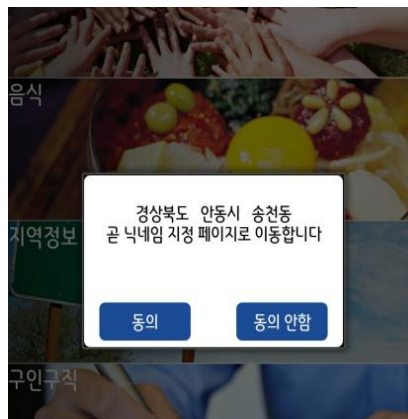 음식
경상북도 안동시 송천동
곧 닉네임 지정 페이지로 이동합니다
지역정보
동의
동의 안함
구인구직